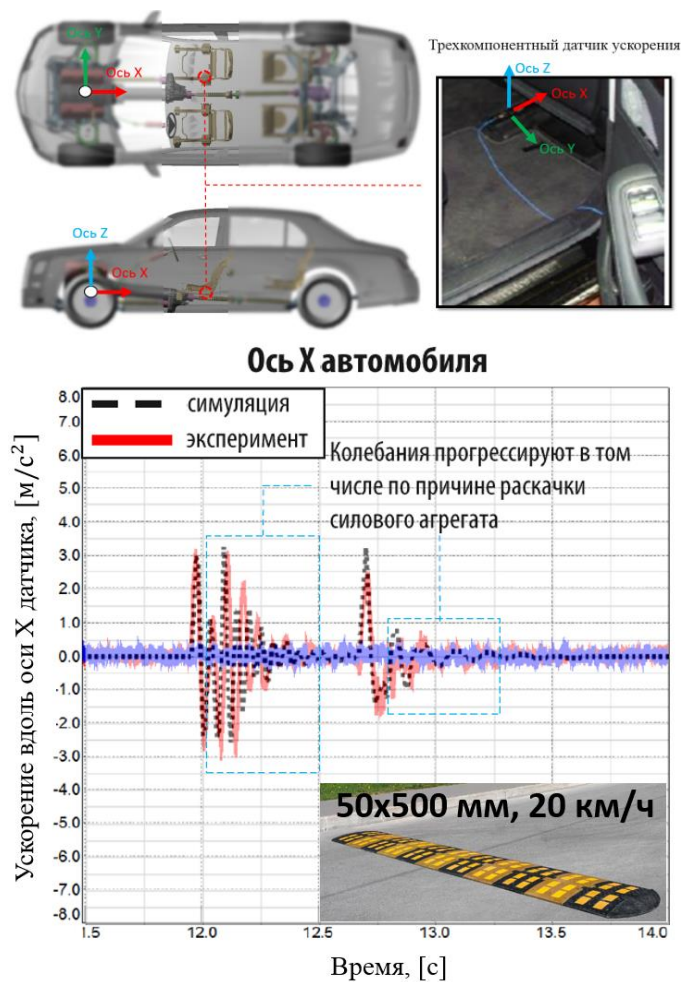 Трехкомпонентный датчик ускорения
Ось Y
Ось X
Ось Z
Ось X
Ось Y
Ось Z
Ось X
Ось X автомобиля
8.0
7.0
6.0
5.0
4.0
3.0
2.0
1.0
0.0
-1.0
-2.0
-3.0
-4.0
-5.0
-6.0
-7.0
-8.0
Ускорение вдоль оси X датчика, [м/с²]
симуляция
эксперимент
Колебания прогрессируют в том
числе по причине раскачки
силового агрегата
50x500 мм, 20 км/ч
1.5 12.0 12.5 13.0 13.5 14.0
Время, [с]